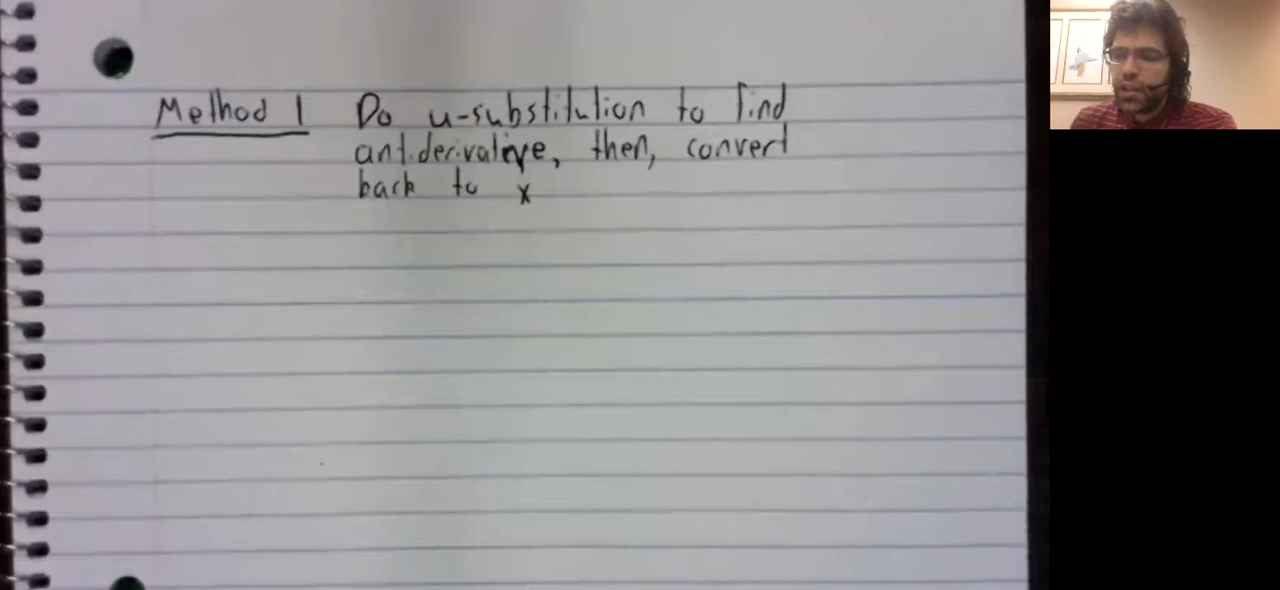 Method 1 Do u-substitution to find
antiderivative, then, convert
back to x